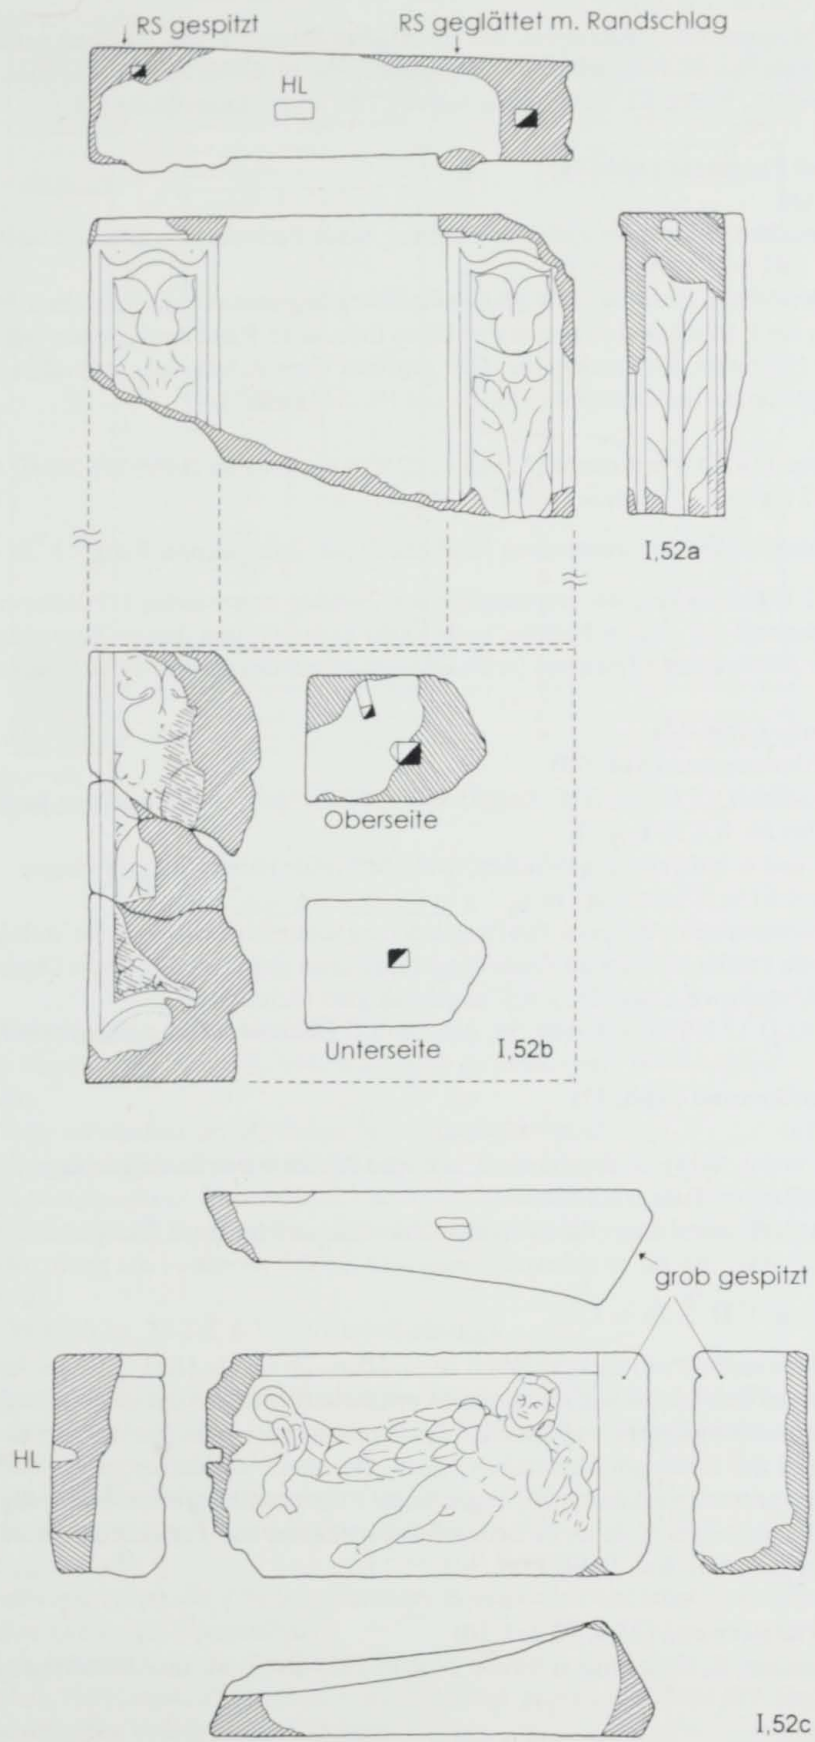 RS gespitzt
RS geglättet m. Randschlag
HL
I,52a
Oberseite
Unterseite
I,52b
grob gespitzt
HL
I,52c